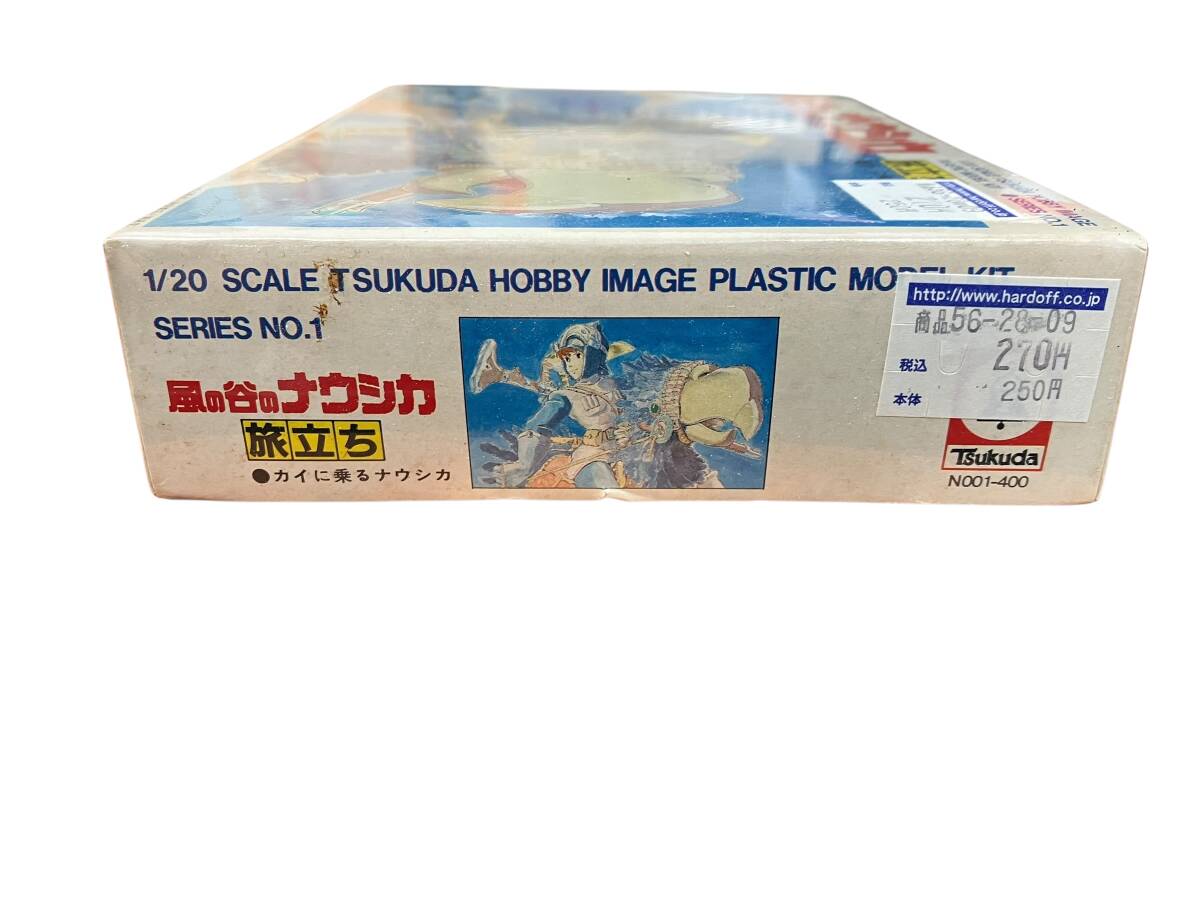 1/20 SCALE TSUKUDA HOBBY IMAGE PLASTIC MODEL KIT
SERIES NO.1
風の谷のナウシカ
旅立ち
●カイに乗るナウシカ
http://www.hardoff.co.jp
商品56-28-09
税込 270円
本体 250円
Tsukuda
N001-400